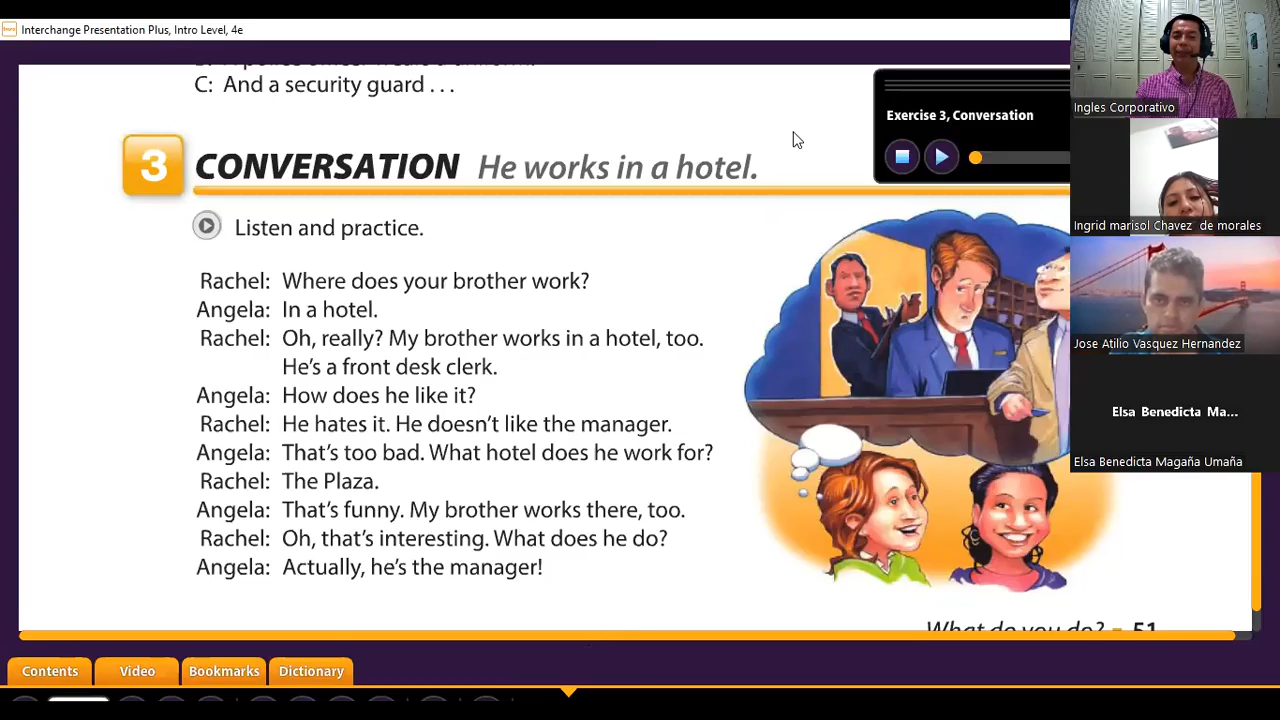 Interchange Presentation Plus, Intro Level, 4e
C: And a security guard . . .
Exercise 3, Conversation
3 CONVERSATION He works in a hotel.
Listen and practice.
Rachel: Where does your brother work?
Angela: In a hotel.
Rachel: Oh, really? My brother works in a hotel, too.
He's a front desk clerk.
Angela: How does he like it?
Rachel: He hates it. He doesn't like the manager.
Angela: That's too bad. What hotel does he work for?
Rachel: The Plaza.
Angela: That's funny. My brother works there, too.
Rachel: Oh, that's interesting. What does he do?
Angela: Actually, he's the manager!
What do you do? 51
Contents
Video
Bookmarks
Dictionary
Ingles Corporativo
Ingrid marisol Chavez de morales
Jose Atilio Vasquez Hernandez
Elsa Benedicta Ma...
Elsa Benedicta Magaña Umaña